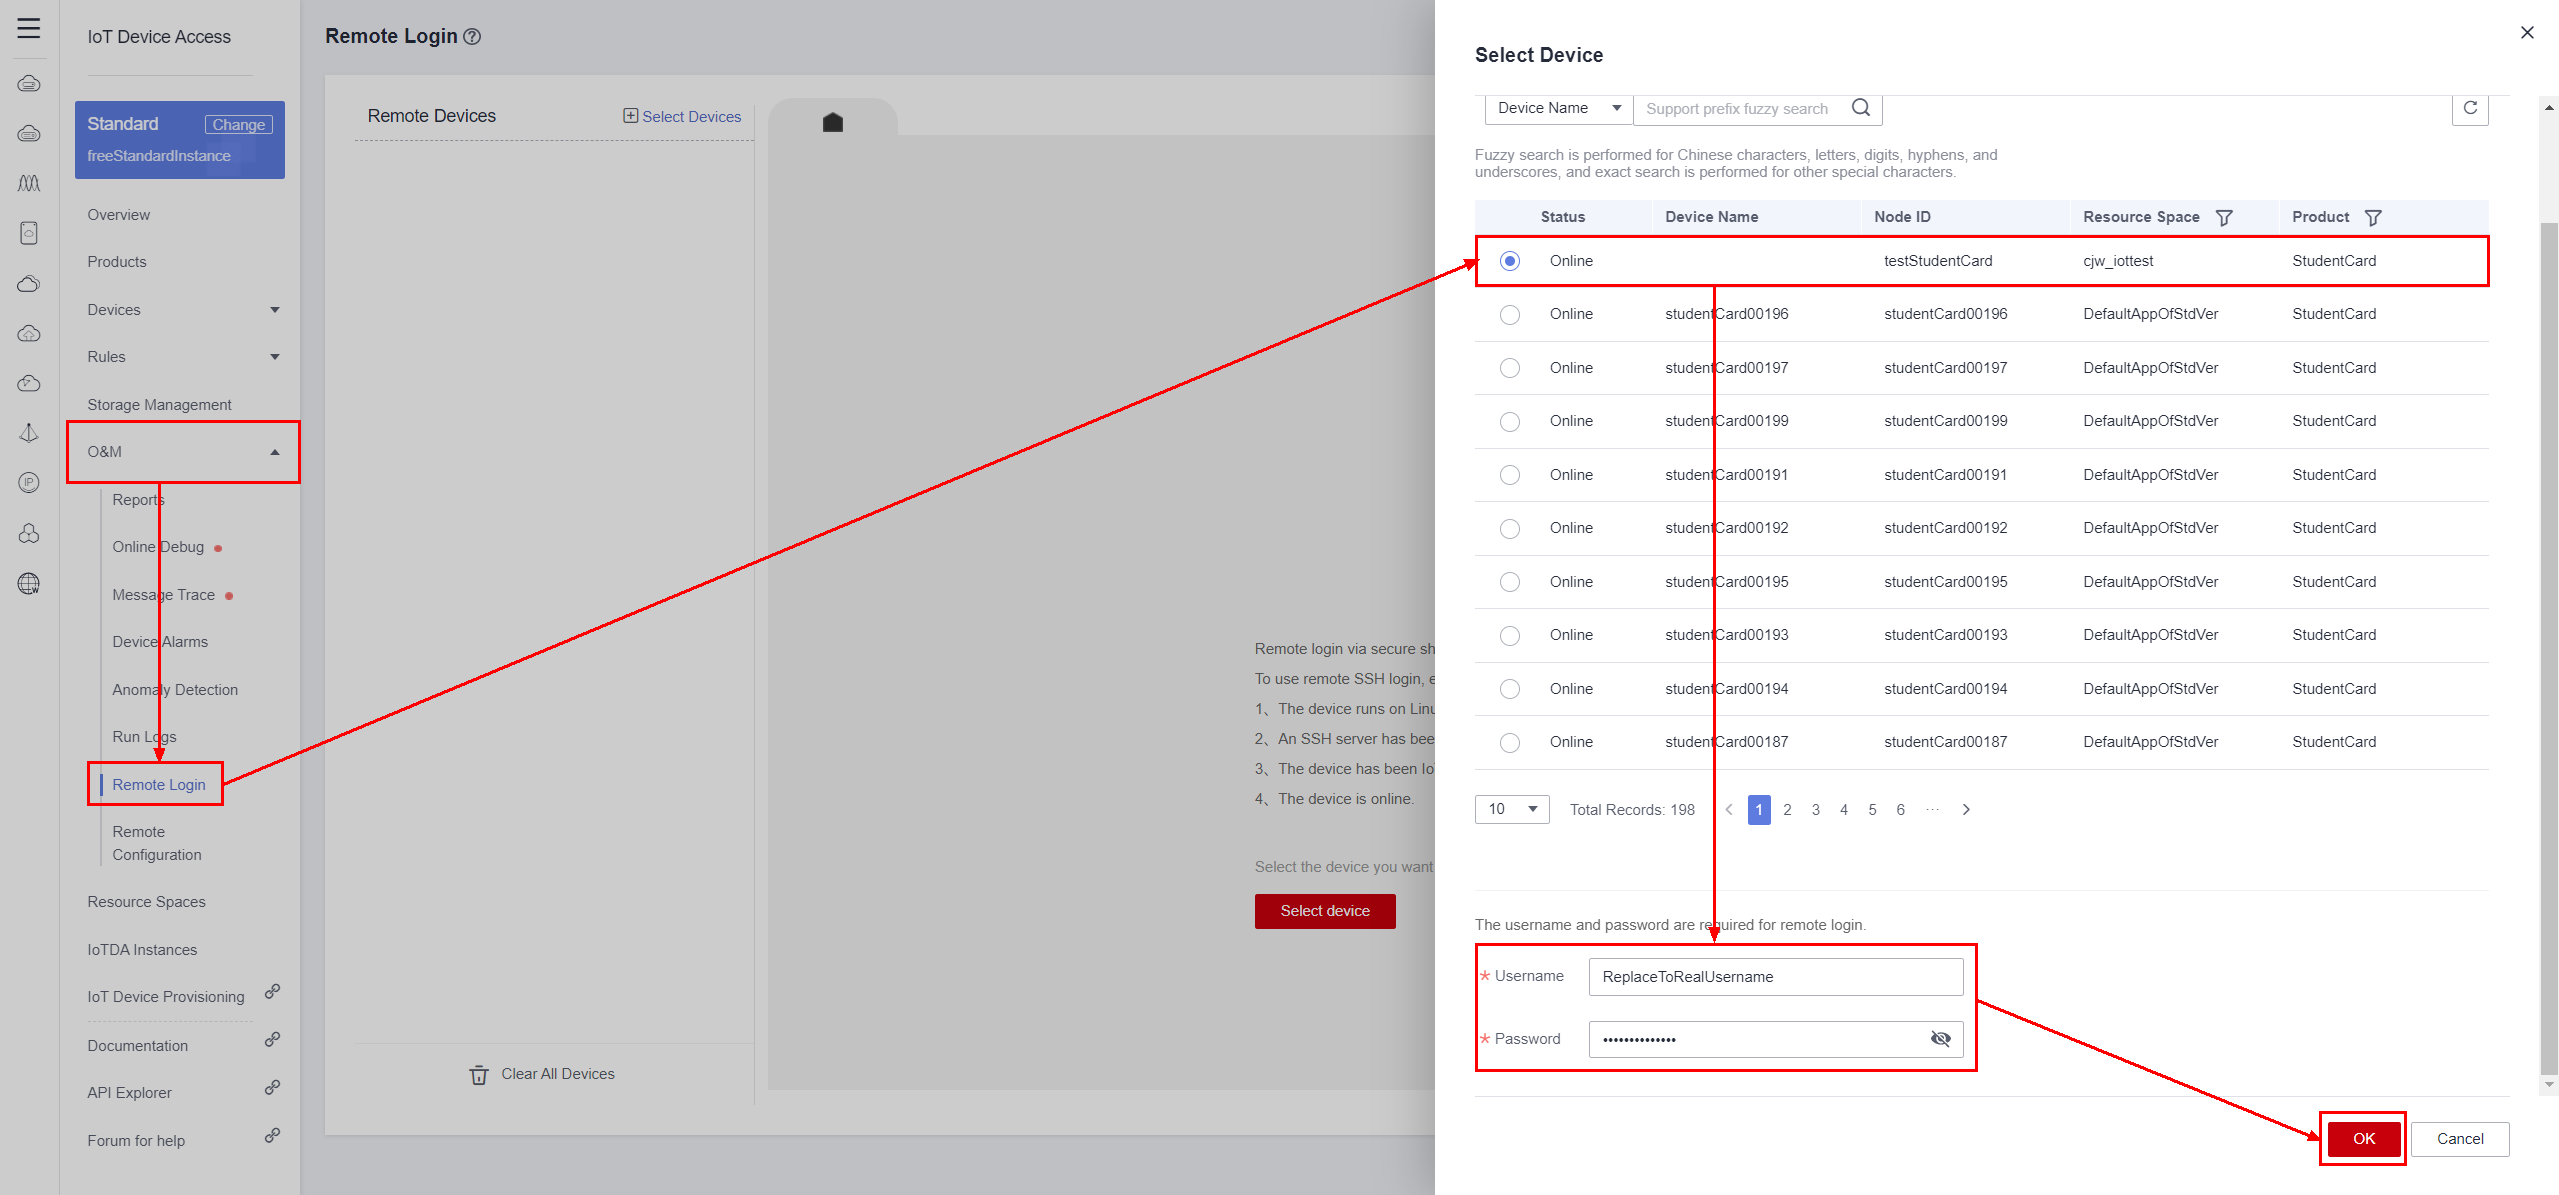 IoT Device Access
Standard
Change
freeStandardInstance
Overview
Products
Devices
Rules
Storage Management
O&M
Reports
Online Debug
Message Trace
Device Alarms
Anomaly Detection
Run Logs
Remote Login
Remote
Configuration
Resource Spaces
IoTDA Instances
IoT Device Provisioning
Documentation
API Explorer
Forum for help
Remote Login
Remote Devices
Select Devices
Clear All Devices
Remote login via secure sh
To use remote SSH login, e
1、The device runs on Linu
2、An SSH server has bee
3、The device has been Io
4、The device is online.
Select the device you want
Select device
Select Device
Device Name
Support prefix fuzzy search
Fuzzy search is performed for Chinese characters, letters, digits, hyphens, and
underscores, and exact search is performed for other special characters.
Status Device Name Node ID Resource Space Product
Online testStudentCard cjw_iottest StudentCard
Online studentCard00196 studentCard00196 DefaultAppOfStdVer StudentCard
Online studentCard00197 studentCard00197 DefaultAppOfStdVer StudentCard
Online studentCard00199 studentCard00199 DefaultAppOfStdVer StudentCard
Online studentCard00191 studentCard00191 DefaultAppOfStdVer StudentCard
Online studentCard00192 studentCard00192 DefaultAppOfStdVer StudentCard
Online studentCard00195 studentCard00195 DefaultAppOfStdVer StudentCard
Online studentCard00193 studentCard00193 DefaultAppOfStdVer StudentCard
Online studentCard00194 studentCard00194 DefaultAppOfStdVer StudentCard
Online studentCard00187 studentCard00187 DefaultAppOfStdVer StudentCard
10 Total Records: 198 < 1 2 3 4 5 6 ··· >
The username and password are required for remote login.
* Username ReplaceToRealUsername
* Password ••••••••••••••
OK Cancel